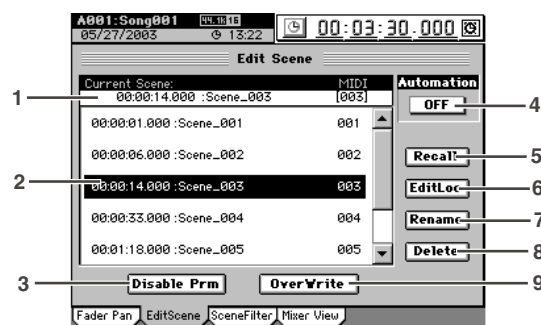 A001:Song001 44.1k 16
05/27/2003 13:22 00:03:30.000
Edit Scene
Current Scene: MIDI
00:00:14.000 :Scene_003 [003]
Automation
OFF
00:00:01.000 :Scene_001 001
00:00:06.000 :Scene_002 002
00:00:14.000 :Scene_003 003
00:00:33.000 :Scene_004 004
00:01:18.000 :Scene_005 005
Recall
EditLoc
Rename
Delete
Disable Prm OverWrite
Fader Pan EditScene SceneFilter Mixer View
1
2
3
4
5
6
7
8
9